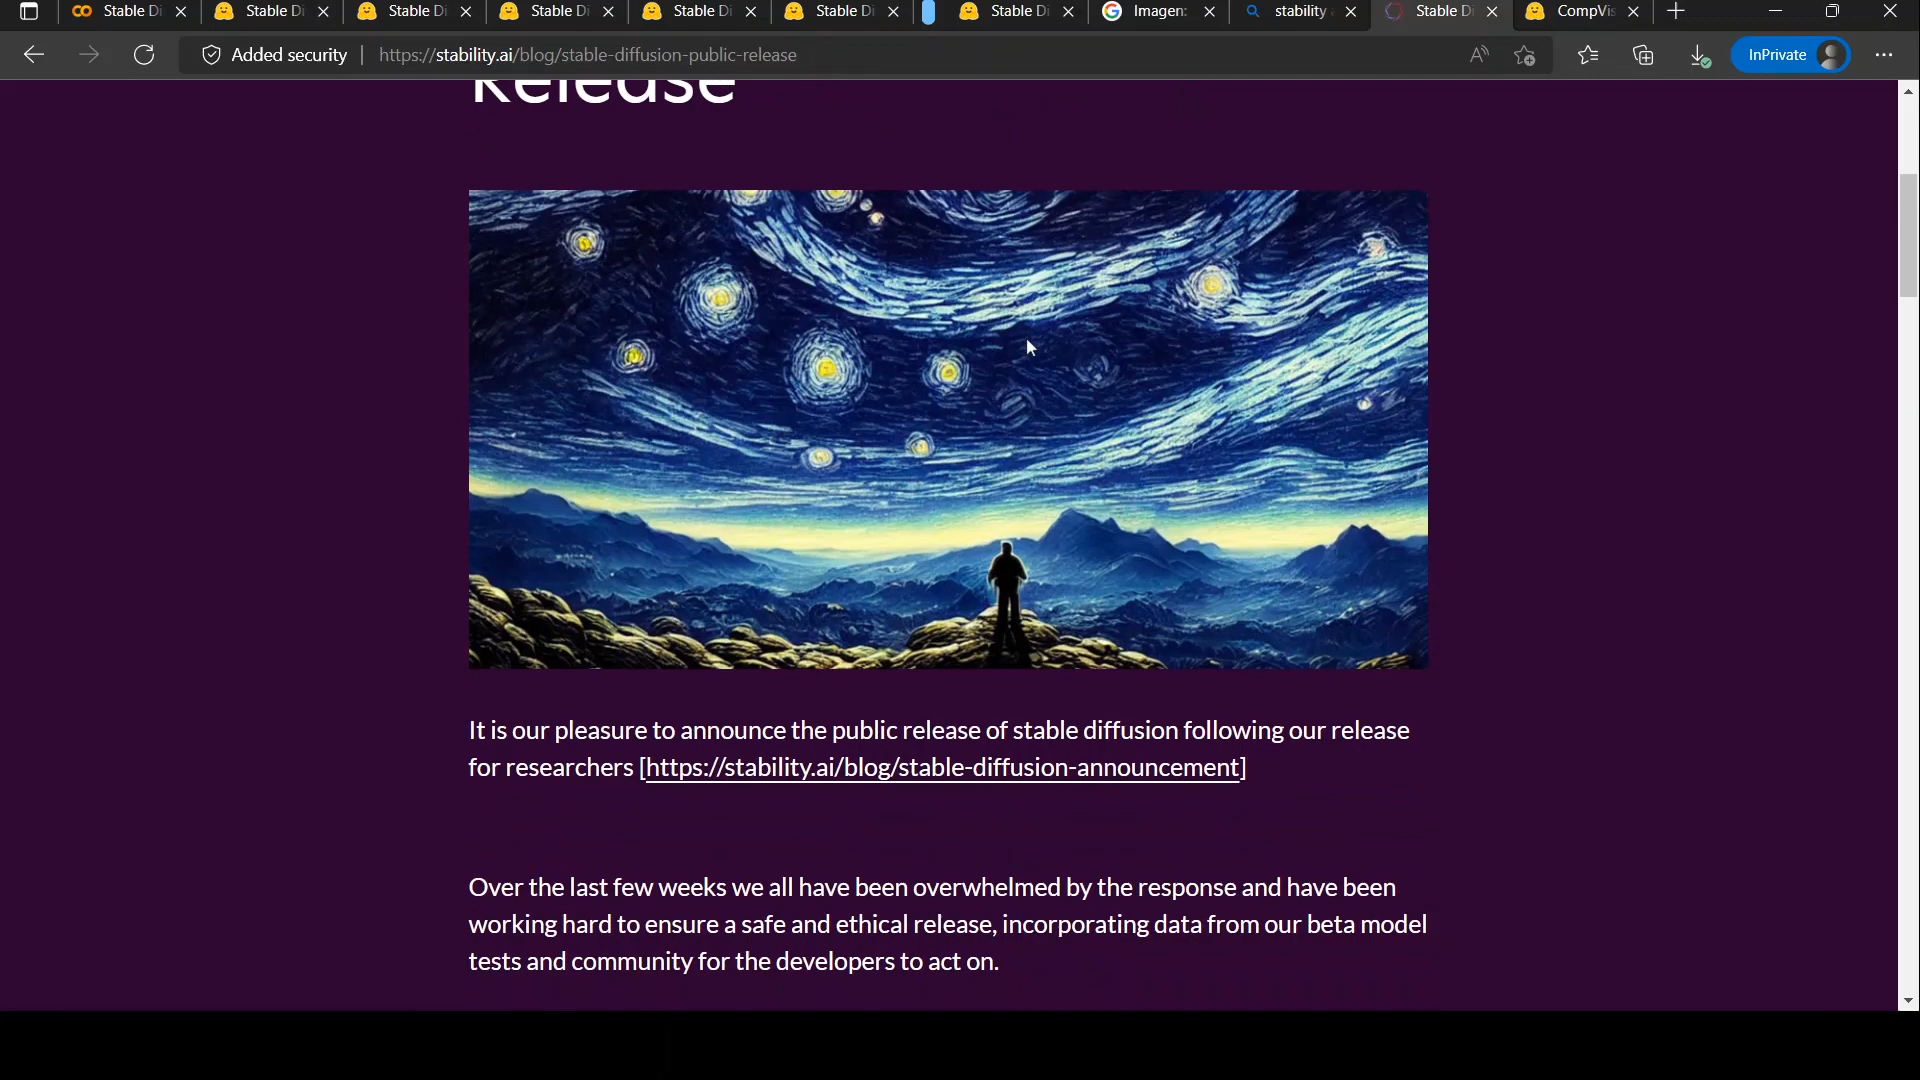 Stable Di
Stable Di
Stable Di
Stable Di
Stable Di
Stable Di
Stable Di
Imagen:
stability
Stable Di
CompVis
Added security
https://stability.ai/blog/stable-diffusion-public-release
InPrivate
Release
It is our pleasure to announce the public release of stable diffusion following our release
for researchers [https://stability.ai/blog/stable-diffusion-announcement]
Over the last few weeks we all have been overwhelmed by the response and have been
working hard to ensure a safe and ethical release, incorporating data from our beta model
tests and community for the developers to act on.